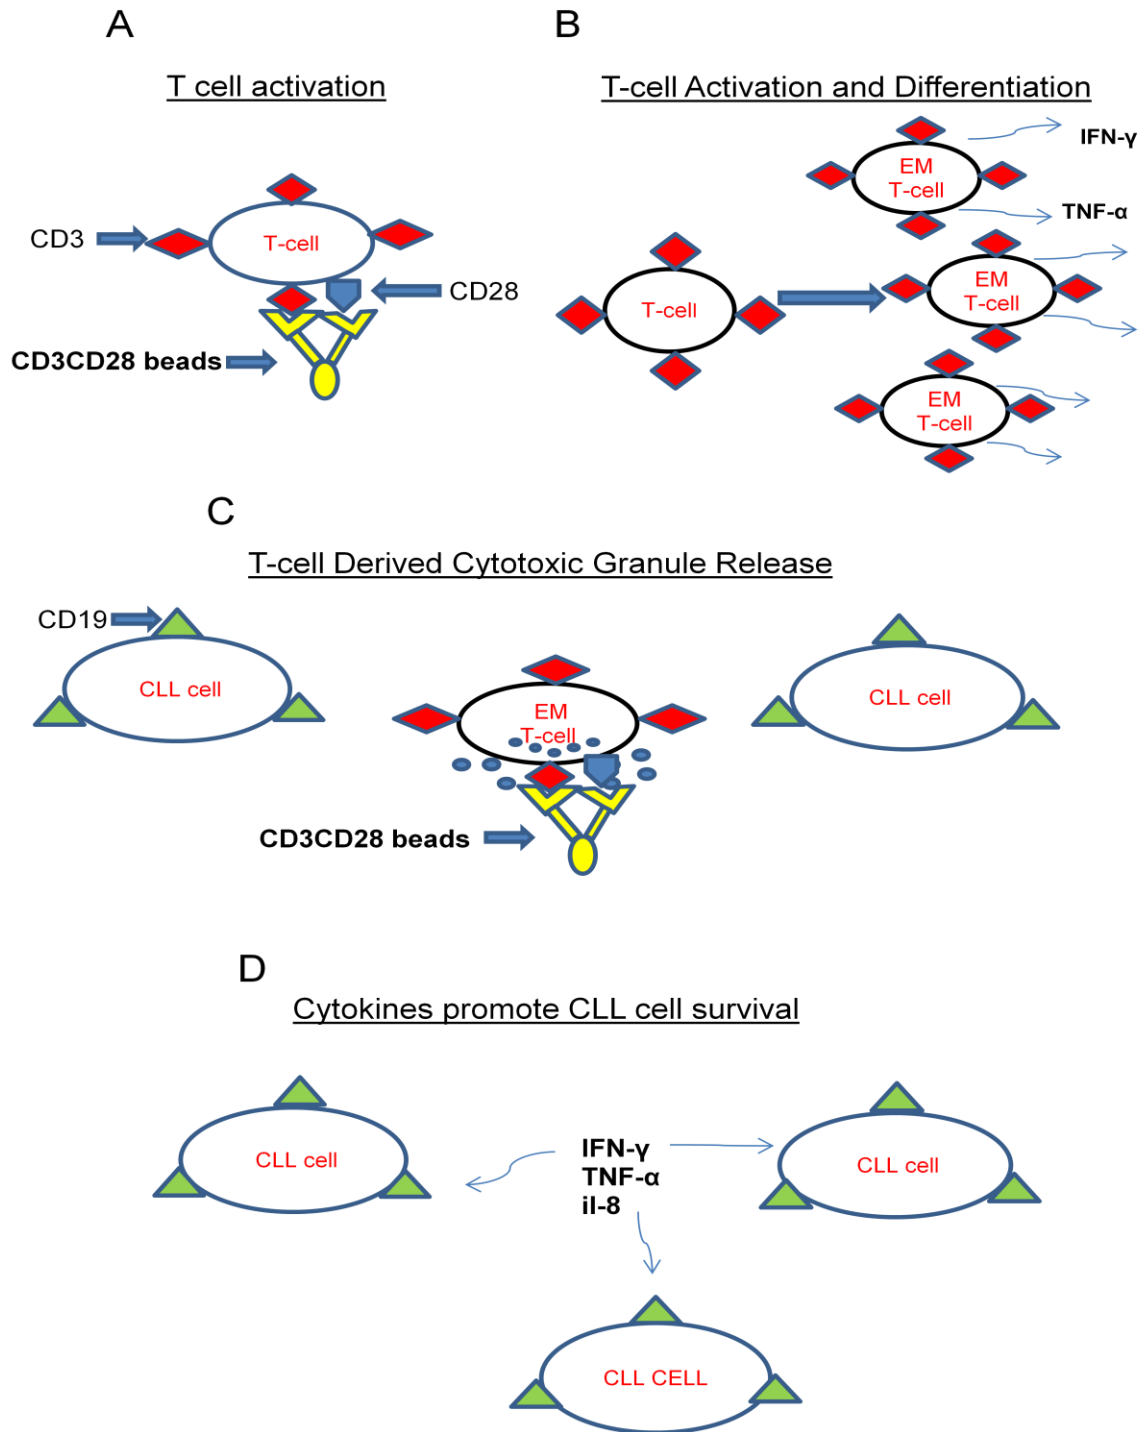 A
T cell activation
CD3
T-cell
CD28
CD3CD28 beads
B
T-cell Activation and Differentiation
IFN-γ
EM
T-cell
TNF-α
T-cell
EM
T-cell
EM
T-cell
C
T-cell Derived Cytotoxic Granule Release
CD19
CLL cell
EM
T-cell
CLL cell
CD3CD28 beads
D
Cytokines promote CLL cell survival
CLL cell
IFN-γ
TNF-α
il-8
CLL cell
CLL CELL